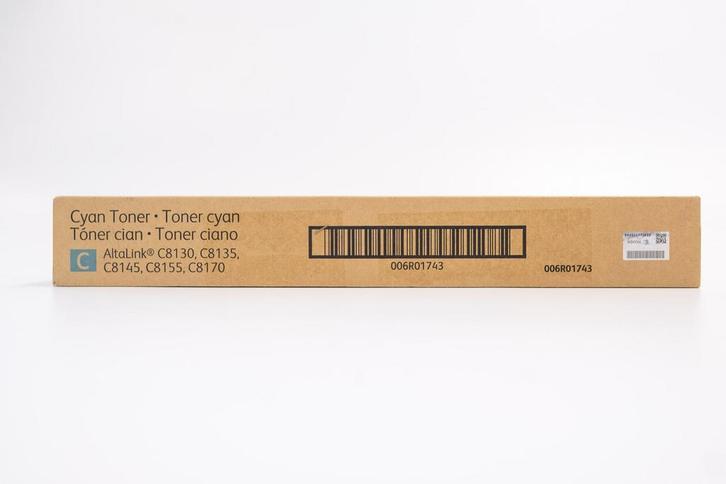 Cyan Toner • Toner cyan
Tóner cian • Toner ciano
C AltaLink® C8130, C8135,
C8145, C8155, C8170
006R01743
006R01743